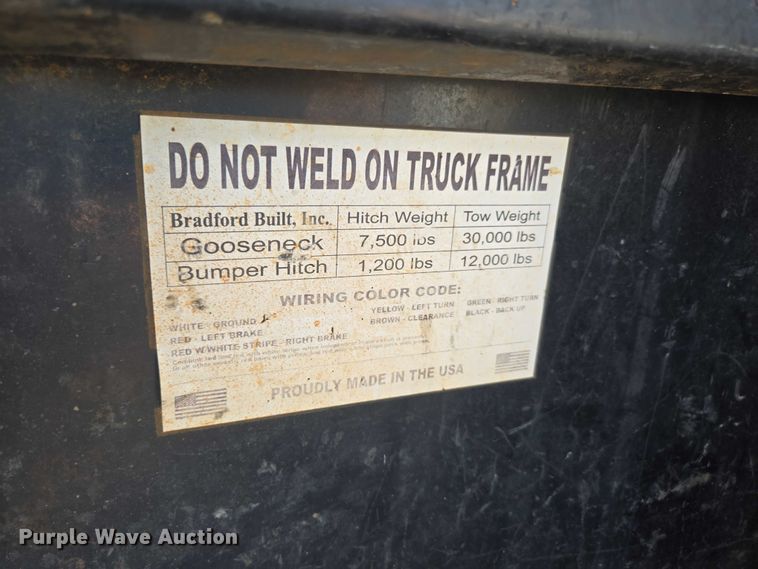 DO NOT WELD ON TRUCK FRAME
Bradford Built, Inc. Hitch Weight Tow Weight
Gooseneck 7,500 lbs 30,000 lbs
Bumper Hitch 1,200 lbs 12,000 lbs
WIRING COLOR CODE:
WHITE - GROUND YELLOW - LEFT TURN GREEN - RIGHT TURN
RED - LEFT BRAKE BROWN - CLEARANCE BLACK - BACK UP
RED W/WHITE STRIPE - RIGHT BRAKE
PROUDLY MADE IN THE USA
Purple Wave Auction